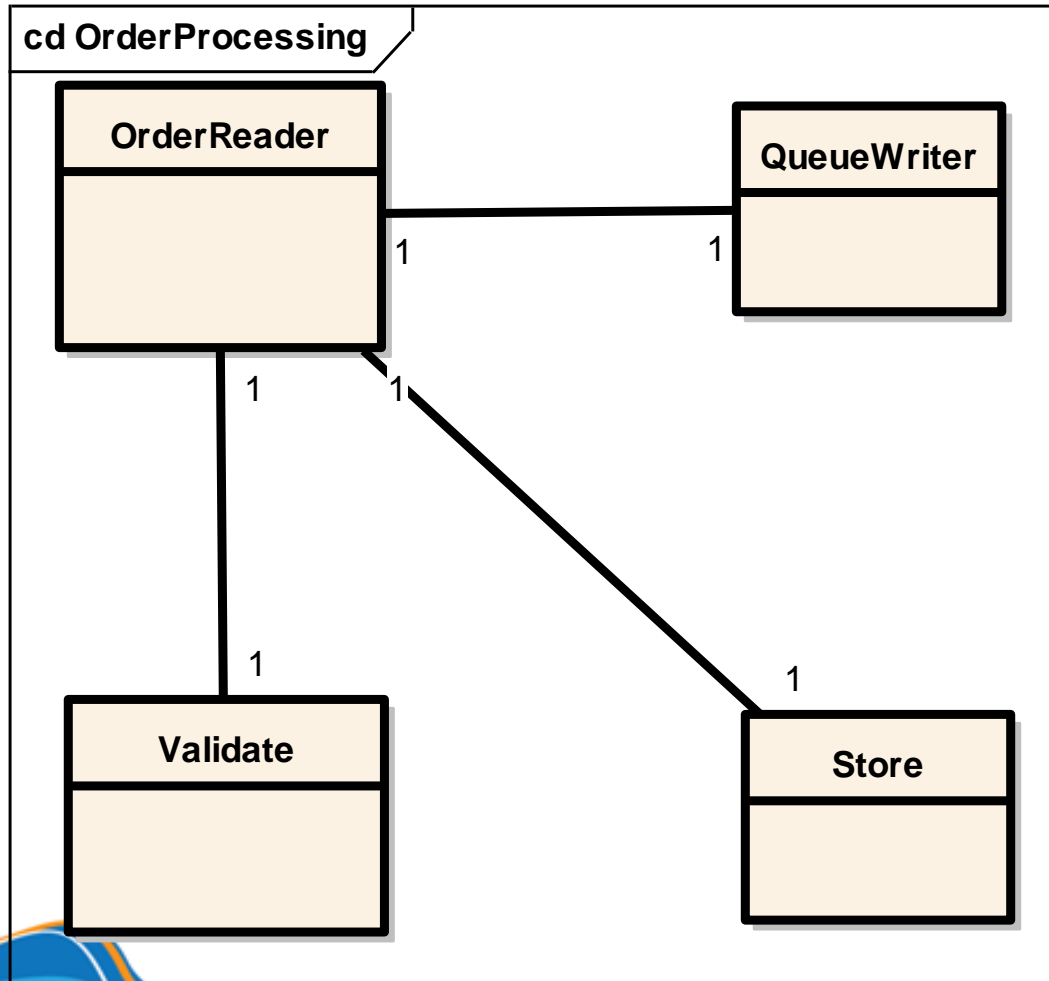 cd OrderProcessing
OrderReader
QueueWriter
1
1
1
1
1
1
Validate
Store